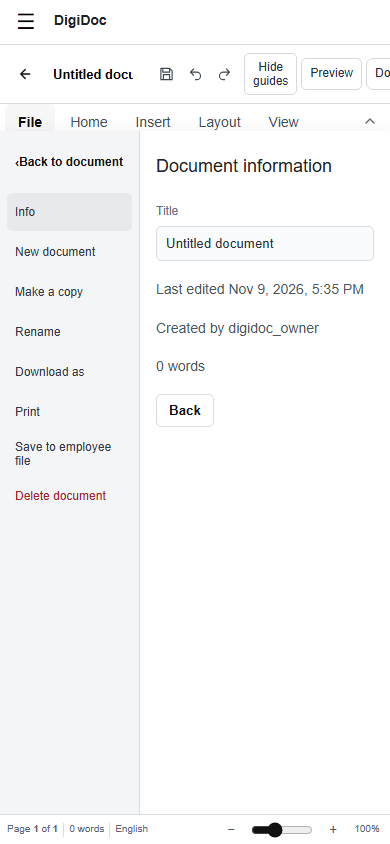 DigiDoc
Untitled docu
Hide guides
Preview
Do
File
Home
Insert
Layout
View
‹Back to document
Info
New document
Make a copy
Rename
Download as
Print
Save to employee
file
Delete document
Document information
Title
Untitled document
Last edited Nov 9, 2026, 5:35 PM
Created by digidoc_owner
0 words
Back
Page 1 of 1
0 words
English
100%